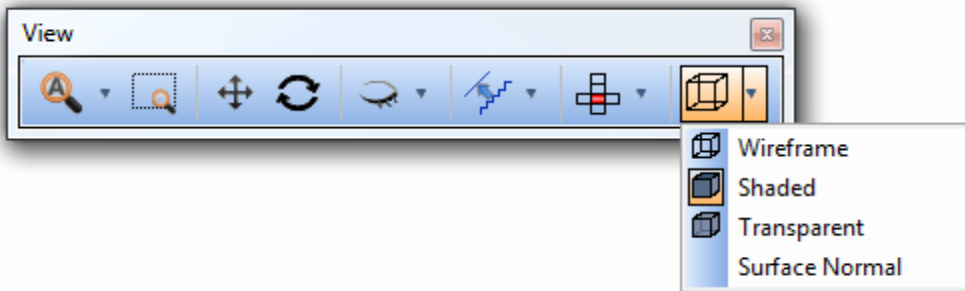 View
A
Wireframe
Shaded
Transparent
Surface Normal